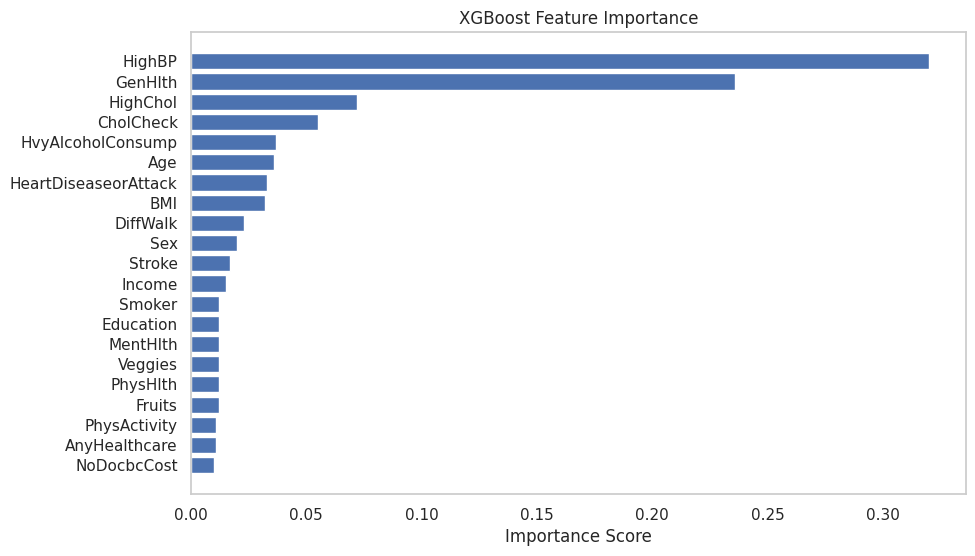 XGBoost Feature Importance
HighBP
GenHlth
HighChol
CholCheck
HvyAlcoholConsump
Age
HeartDiseaseorAttack
BMI
DiffWalk
Sex
Stroke
Income
Smoker
Education
MentHlth
Veggies
PhysHlth
Fruits
PhysActivity
AnyHealthcare
NoDocbcCost
0.00 0.05 0.10 0.15 0.20 0.25 0.30
Importance Score